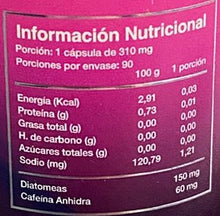 Información Nutricional
Porción: 1 cápsula de 310 mg
Porciones por envase: 90
100 g 1 porción
Energía (Kcal) 2,91 0,03
Proteína (g) 0,73 0,01
Grasa total (g) 0,00 0,00
H. de carbono (g) 0,00 0,00
Azúcares totales (g) 0,00 0,00
Sodio (mg) 120,79 1,21
Diatomeas 150 mg
Cafeína Anhidra 60 mg